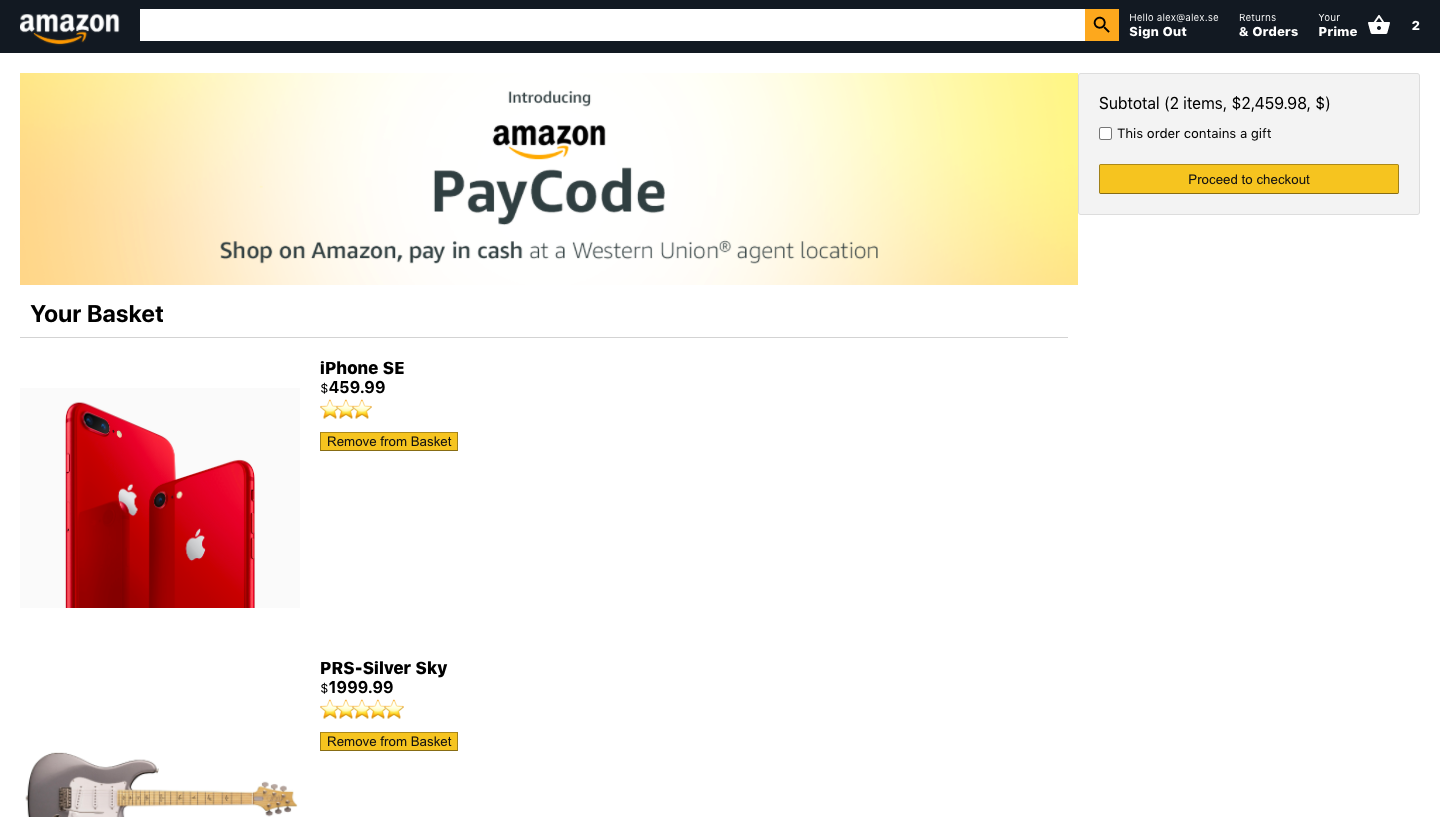 amazon
Hello alex@alex.se
Sign Out
Returns
& Orders
Your
Prime
2
Introducing
amazon
PayCode
Shop on Amazon, pay in cash at a Western Union® agent location
Subtotal (2 items, $2,459.98, $)
This order contains a gift
Proceed to checkout
Your Basket
iPhone SE
$459.99
Remove from Basket
PRS-Silver Sky
$1999.99
Remove from Basket